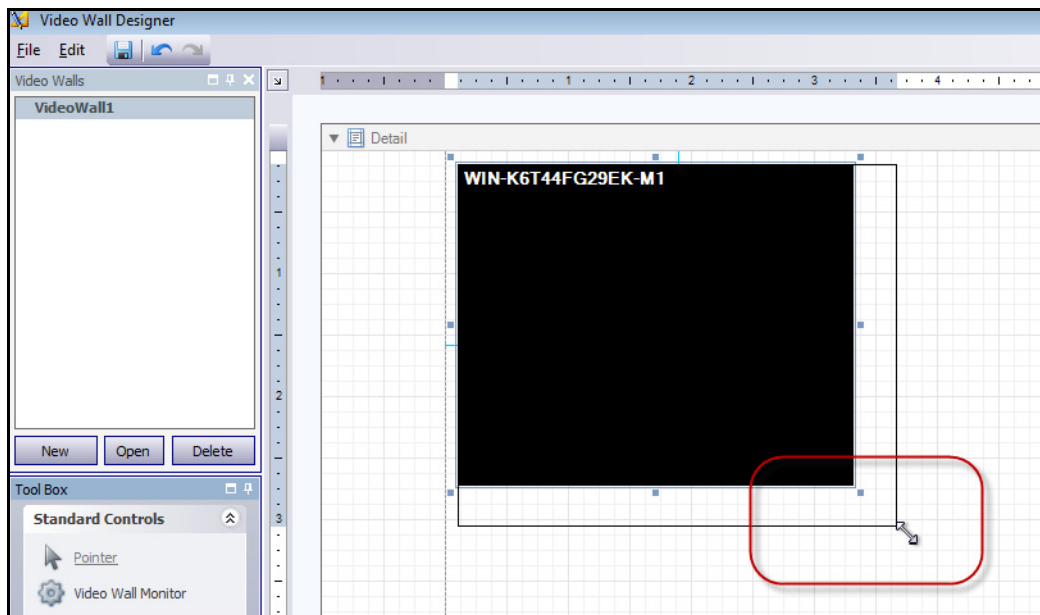 Video Wall Designer
File Edit
Video Walls
VideoWall1
New Open Delete
Tool Box
Standard Controls
Pointer
Video Wall Monitor
1 1 2 3 4
Detail
WIN-K6T44FG29EK-M1
1
2
3